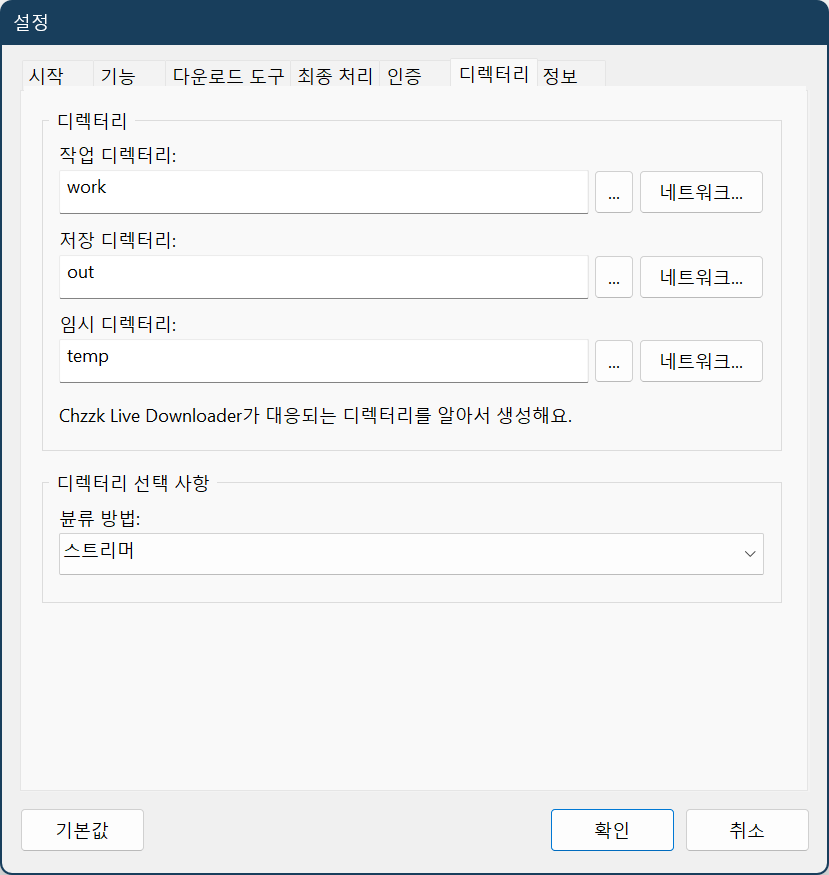 설정
시작 기능 다운로드 도구 최종 처리 인증 디렉터리 정보
디렉터리
작업 디렉터리:
work ... 네트워크...
저장 디렉터리:
out ... 네트워크...
임시 디렉터리:
temp ... 네트워크...
Chzzk Live Downloader가 대응되는 디렉터리를 알아서 생성해요.
디렉터리 선택 사항
뷴류 방법:
스트리머
기본값 확인 취소